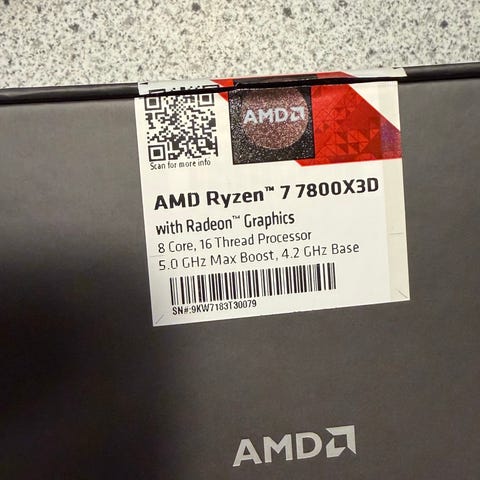 AMD
Scan for more info
AMD Ryzen™ 7 7800X3D
with Radeon™ Graphics
8 Core, 16 Thread Processor
5.0 GHz Max Boost, 4.2 GHz Base
SN#:9KW7183T30079
AMD